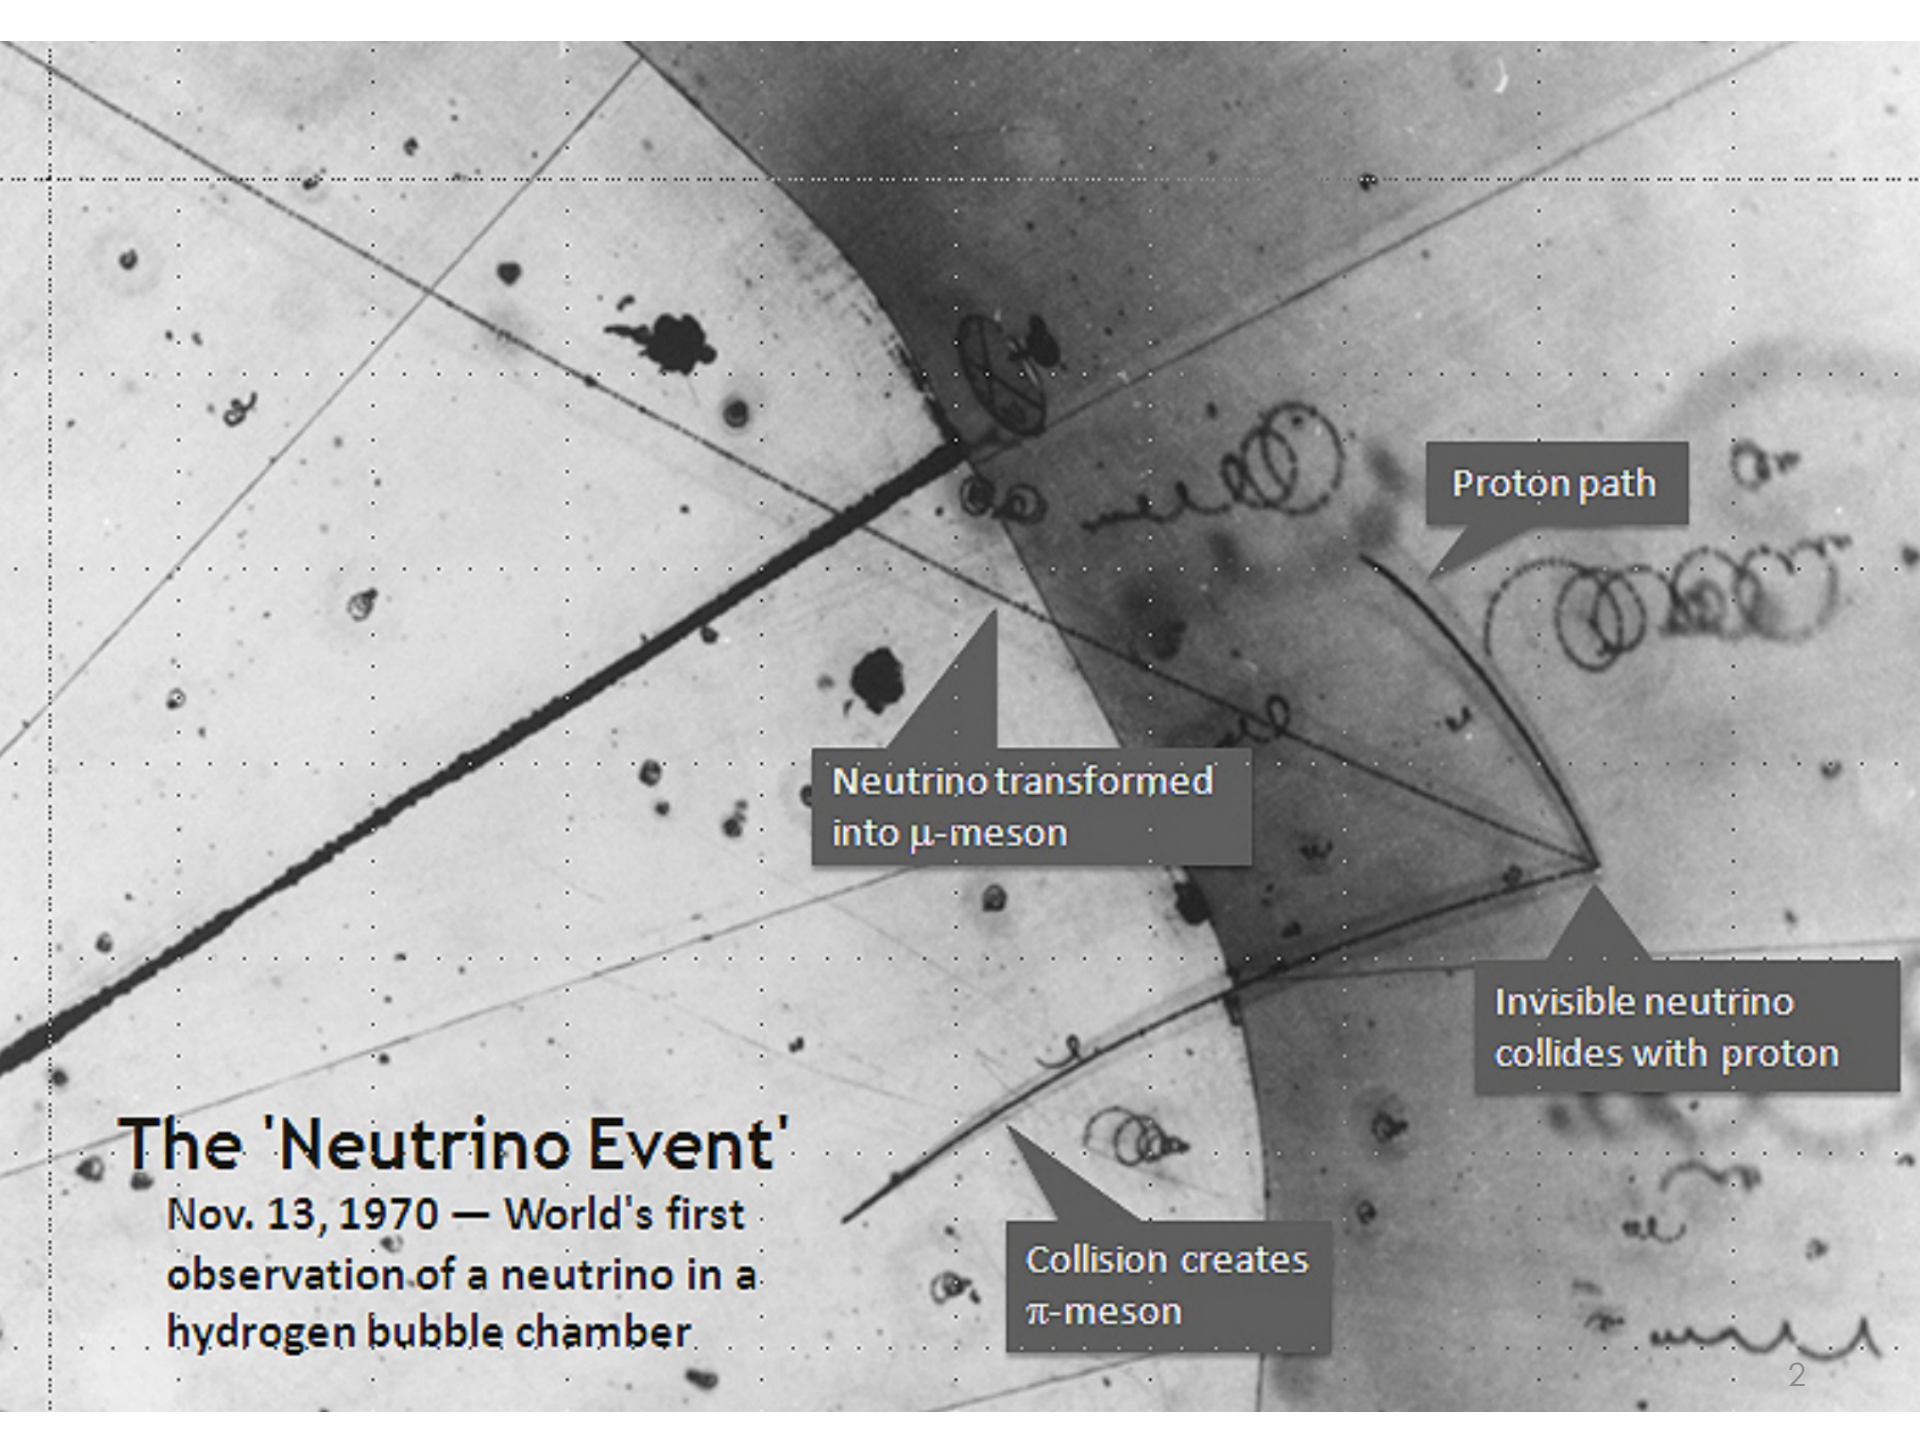 Proton path
Neutrino transformed
into µ-meson
Invisible neutrino
collides with proton
The 'Neutrino Event'
Nov. 13, 1970 — World's first
observation of a neutrino in a
hydrogen bubble chamber
Collision creates
π-meson
2